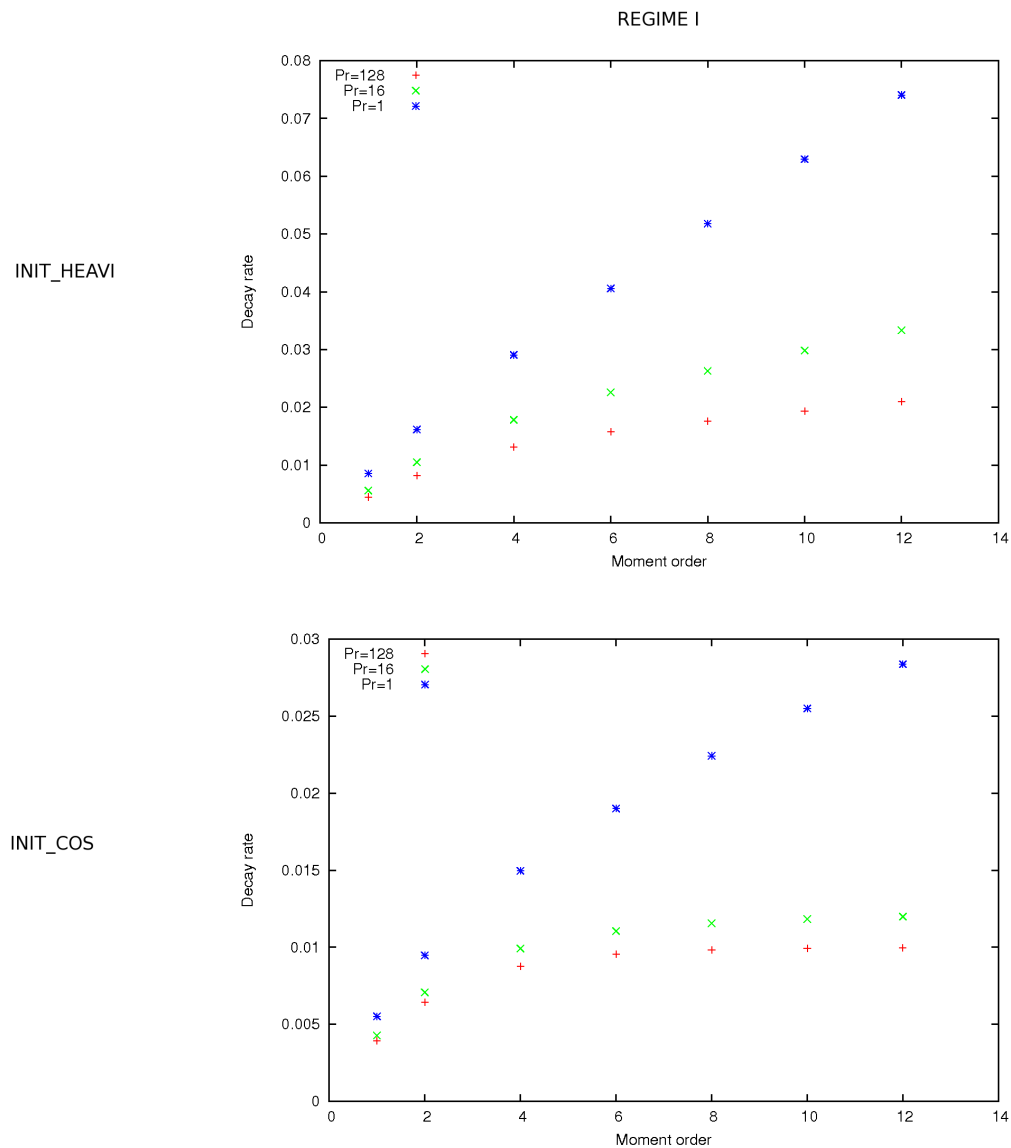 REGIME I
INIT_HEAVI
Decay rate
0.08
0.07
0.06
0.05
0.04
0.03
0.02
0.01
0
Pr=128
Pr=16
Pr=1
0 2 4 6 8 10 12 14
Moment order
INIT_COS
Decay rate
0.03
0.025
0.02
0.015
0.01
0.005
0
Pr=128
Pr=16
Pr=1
0 2 4 6 8 10 12 14
Moment order